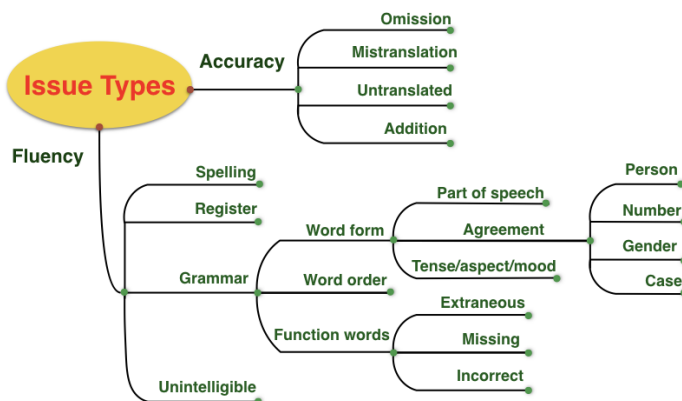 Issue Types
Accuracy
Omission
Mistranslation
Untranslated
Addition
Fluency
Spelling
Register
Grammar
Unintelligible
Word form
Word order
Function words
Part of speech
Agreement
Tense/aspect/mood
Extraneous
Missing
Incorrect
Person
Number
Gender
Case